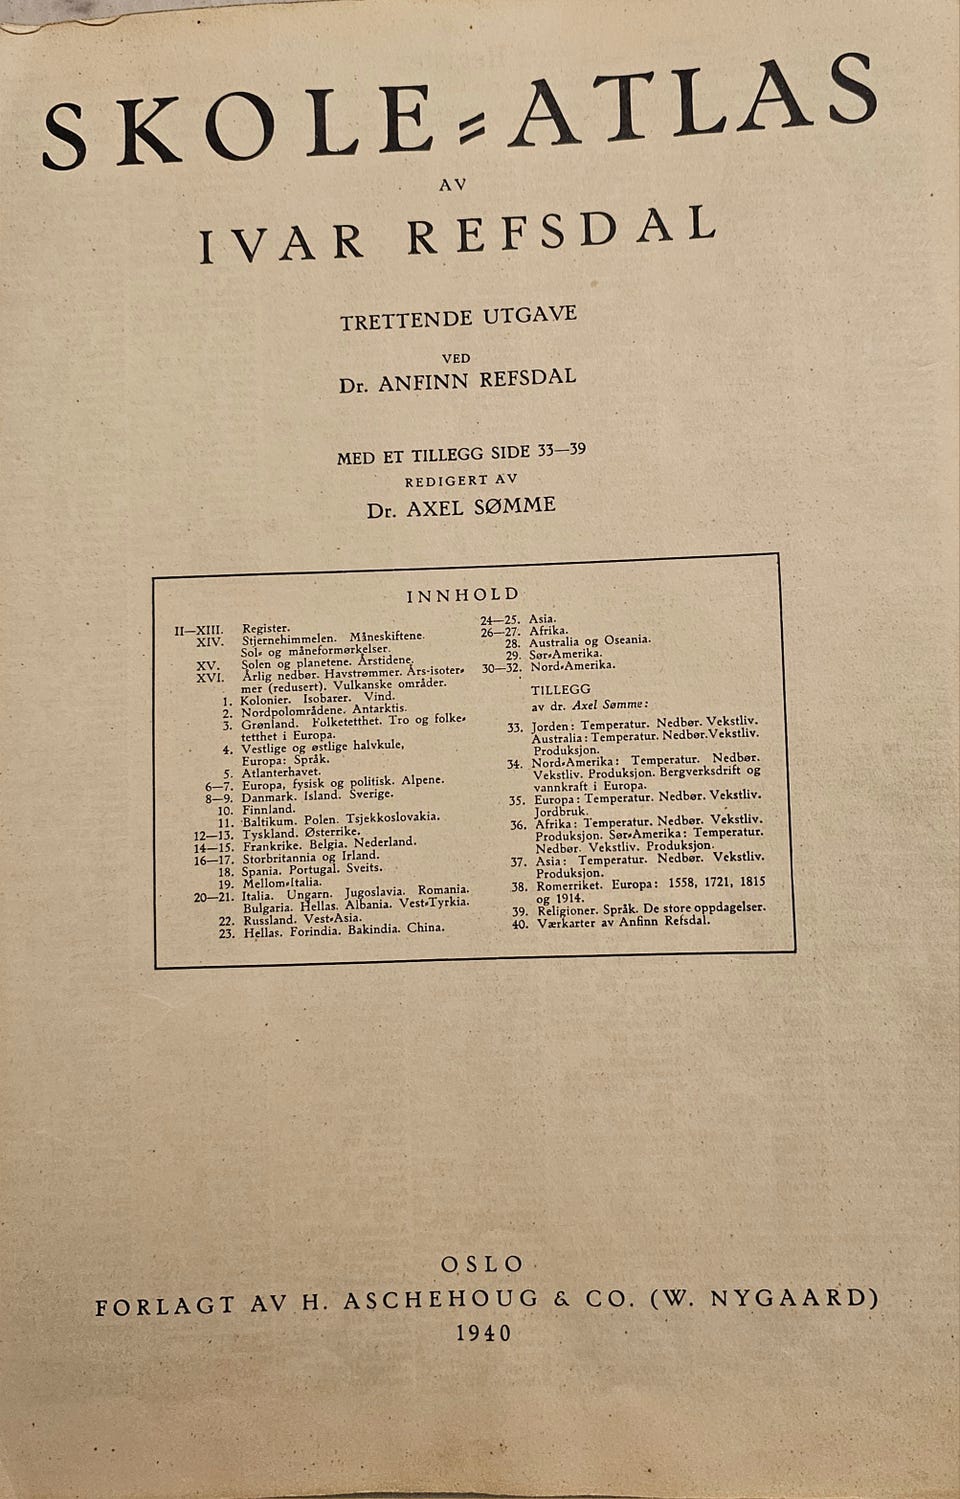 SKOLE-ATLAS
AV
IVAR REFSDAL
TRETTENDE UTGAVE
VED
Dr. ANFINN REFSDAL
MED ET TILLEGG SIDE 33—39
REDIGERT AV
Dr. AXEL SØMME
INNHOLD
II—XIII. Register.
XIV. Stjernehimmelen. Måneskiftene.
Sol- og måneformørkelser.
XV. Solen og planetene. Årstidene.
XVI. Årlig nedbør. Havstrømmer. Års-isoter-
mer (redusert). Vulkanske områder.
1. Kolonier. Isobarer. Vind.
2. Nordpolområdene. Antarktis.
3. Grønland. Folketetthet. Tro og folke-
tetthet i Europa.
4. Vestlige og østlige halvkule,
Europa: Språk.
5. Atlanterhavet.
6—7. Europa, fysisk og politisk. Alpene.
8—9. Danmark. Island. Sverige.
10. Finnland.
11. Baltikum. Polen. Tsjekkoslovakia.
12—13. Tyskland. Østerrike.
14—15. Frankrike. Belgia. Nederland.
16—17. Storbritannia og Irland.
18. Spania. Portugal. Sveits.
19. Mellom-Italia.
20—21. Italia. Ungarn. Jugoslavia. Romania.
Bulgaria. Hellas. Albania. Vest-Tyrkia.
22. Russland. Vest-Asia.
23. Hellas. Forindia. Bakindia. China.
24—25. Asia.
26—27. Afrika.
28. Australia og Oseania.
29. Sør-Amerika.
30—32. Nord-Amerika.
TILLEGG
av dr. Axel Sømme:
33. Jorden: Temperatur. Nedbør. Vekstliv.
Australia: Temperatur. Nedbør. Vekstliv.
Produksjon.
34. Nord-Amerika: Temperatur. Nedbør.
Vekstliv. Produksjon. Bergverksdrift og
vannkraft i Europa.
35. Europa: Temperatur. Nedbør. Vekstliv.
Jordbruk.
36. Afrika: Temperatur. Nedbør. Vekstliv.
Produksjon. Sør-Amerika: Temperatur.
Nedbør. Vekstliv. Produksjon.
37. Asia: Temperatur. Nedbør. Vekstliv.
Produksjon.
38. Romerriket. Europa: 1558, 1721, 1815
og 1914.
39. Religioner. Språk. De store oppdagelser.
40. Værkarter av Anfinn Refsdal.
OSLO
FORLAGT AV H. ASCHEHOUG & CO. (W. NYGAARD)
1940